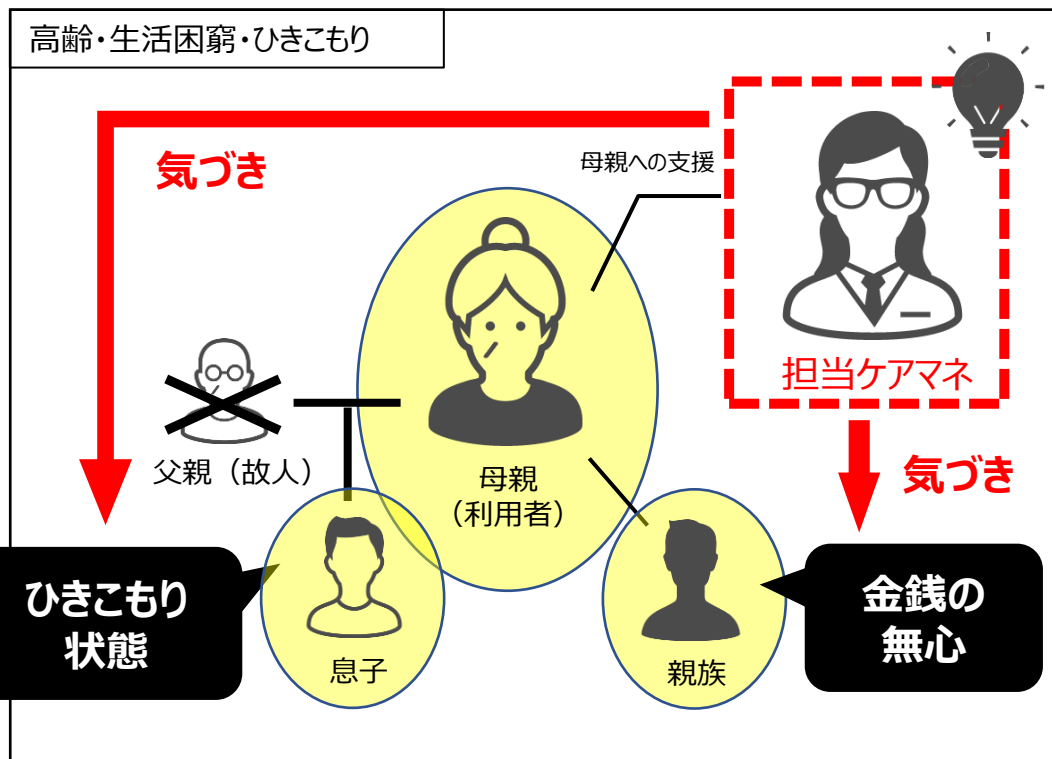 高齢・生活困窮・ひきこもり
気づき
母親への支援
担当ケアマネ
父親（故人）
母親
（利用者）
気づき
ひきこもり
状態
息子
親族
金銭の
無心